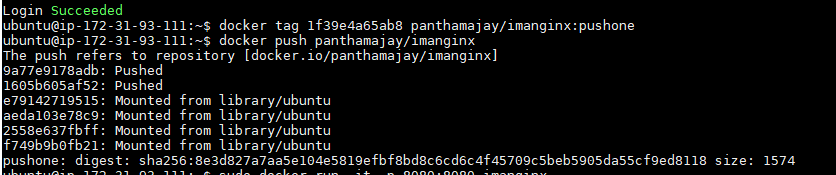 Login Succeeded
ubuntu@ip-172-31-93-111:~$ docker tag 1f39e4a65ab8 panthamajay/imanginx:pushone
ubuntu@ip-172-31-93-111:~$ docker push panthamajay/imanginx
The push refers to repository [docker.io/panthamajay/imanginx]
9a77e9178adb: Pushed
1605b605af52: Pushed
e79142719515: Mounted from library/ubuntu
aeda103e78c9: Mounted from library/ubuntu
2558e637fbff: Mounted from library/ubuntu
f749b9b0fb21: Mounted from library/ubuntu
pushone: digest: sha256:8e3d827a7aa5e104e5819efbf8bd8c6cd6c4f45709c5beb5905da55cf9ed8118 size: 1574
ubuntu@ip-172-31-93-111:~$ sudo docker run -it -p 8080:8080 imanginx